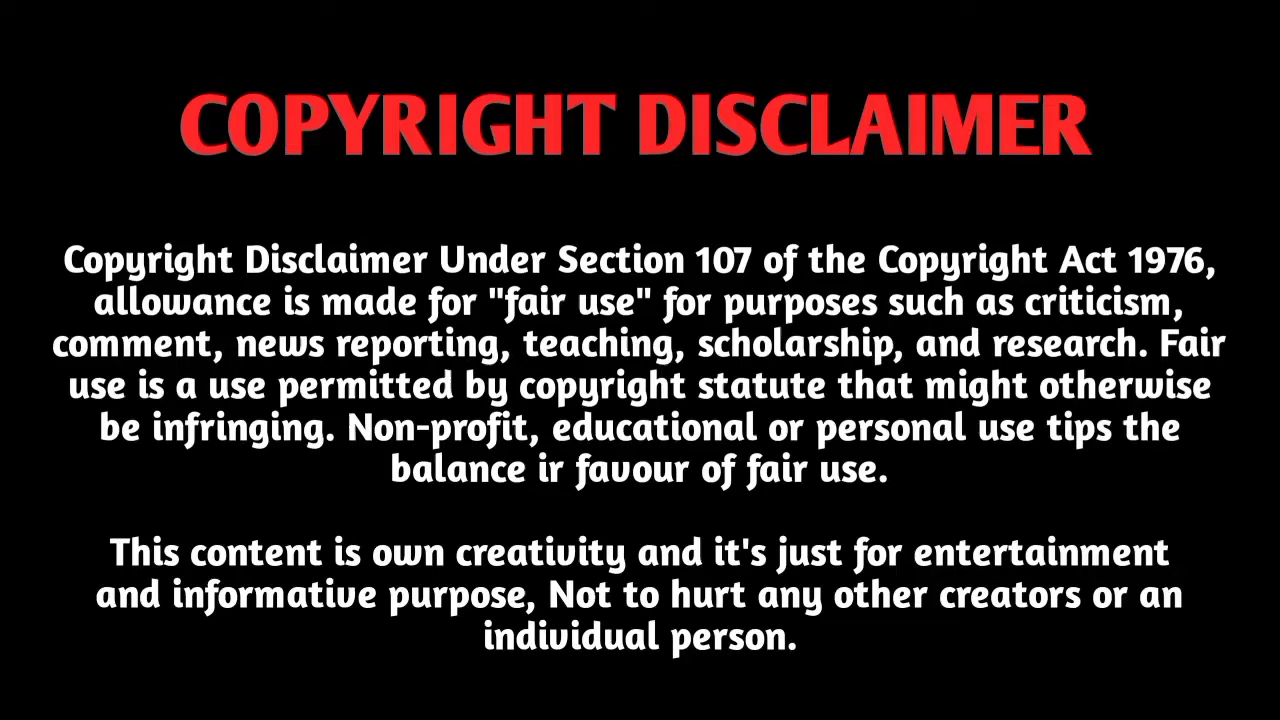 COPYRIGHT DISCLAIMER
Copyright Disclaimer Under Section 107 of the Copyright Act 1976,
allowance is made for "fair use" for purposes such as criticism,
comment, news reporting, teaching, scholarship, and research. Fair
use is a use permitted by copyright statute that might otherwise
be infringing. Non-profit, educational or personal use tips the
balance ir favour of fair use.
This content is own creativity and it's just for entertainment
and informative purpose, Not to hurt any other creators or an
individual person.